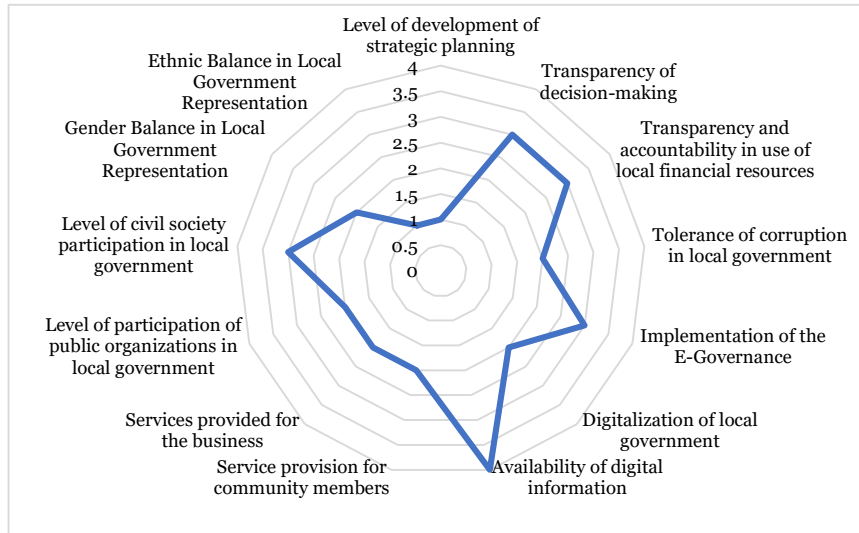 Level of development of
strategic planning
Transparency of
decision-making
Transparency and
accountability in use of
local financial resources
Tolerance of corruption
in local government
Implementation of the
E-Governance
Digitalization of local
government
Availability of digital
information
Service provision for
community members
Services provided for
the business
Level of participation of
public organizations in
local government
Level of civil society
participation in local
government
Gender Balance in Local
Government
Representation
Ethnic Balance in Local
Government
Representation
4
3.5
3
2.5
2
1.5
1
0.5
0